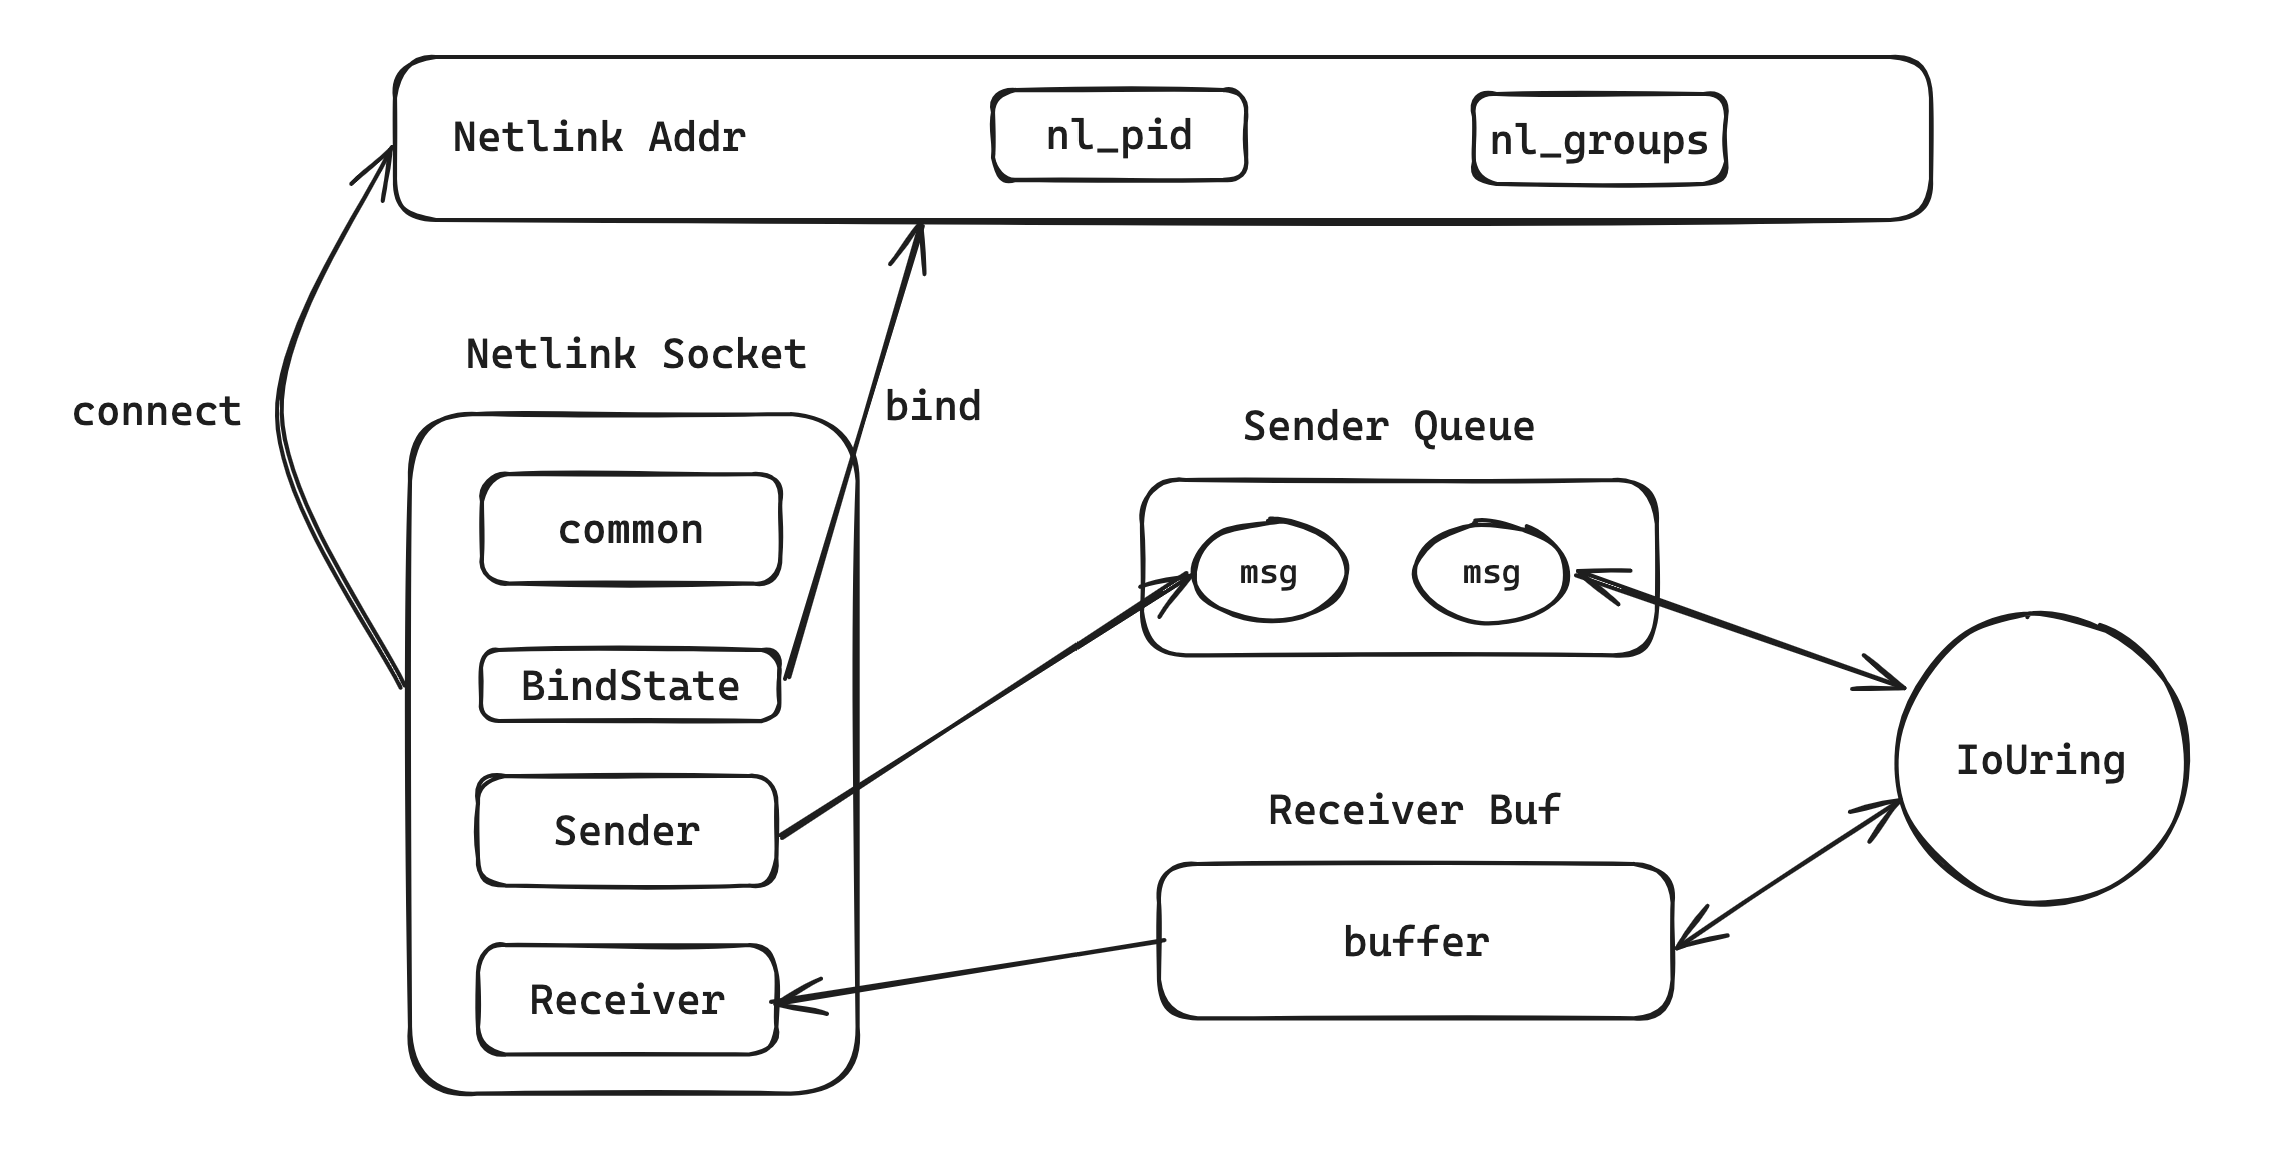 Netlink Addr
nl_pid
nl_groups
Netlink Socket
connect
bind
common
BindState
Sender
Receiver
Sender Queue
msg
msg
IoUring
Receiver Buf
buffer